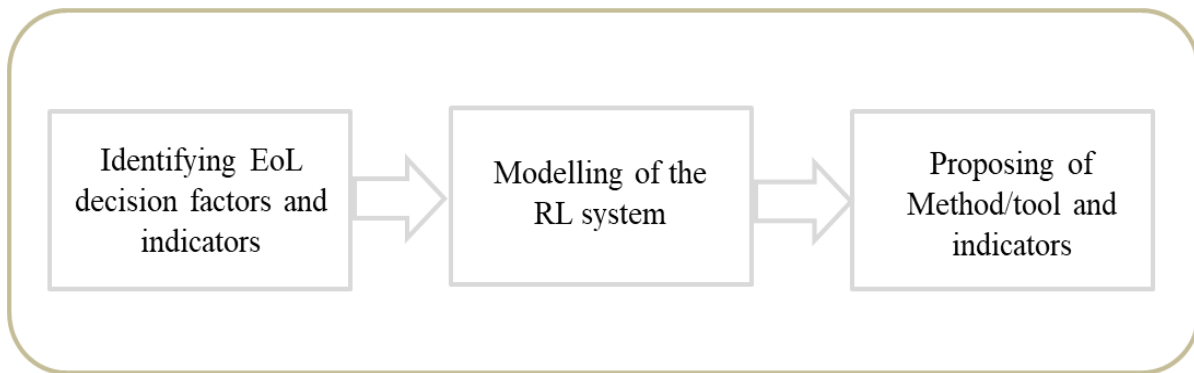 Identifying EoL
decision factors and
indicators
Modelling of the
RL system
Proposing of
Method/tool and
indicators